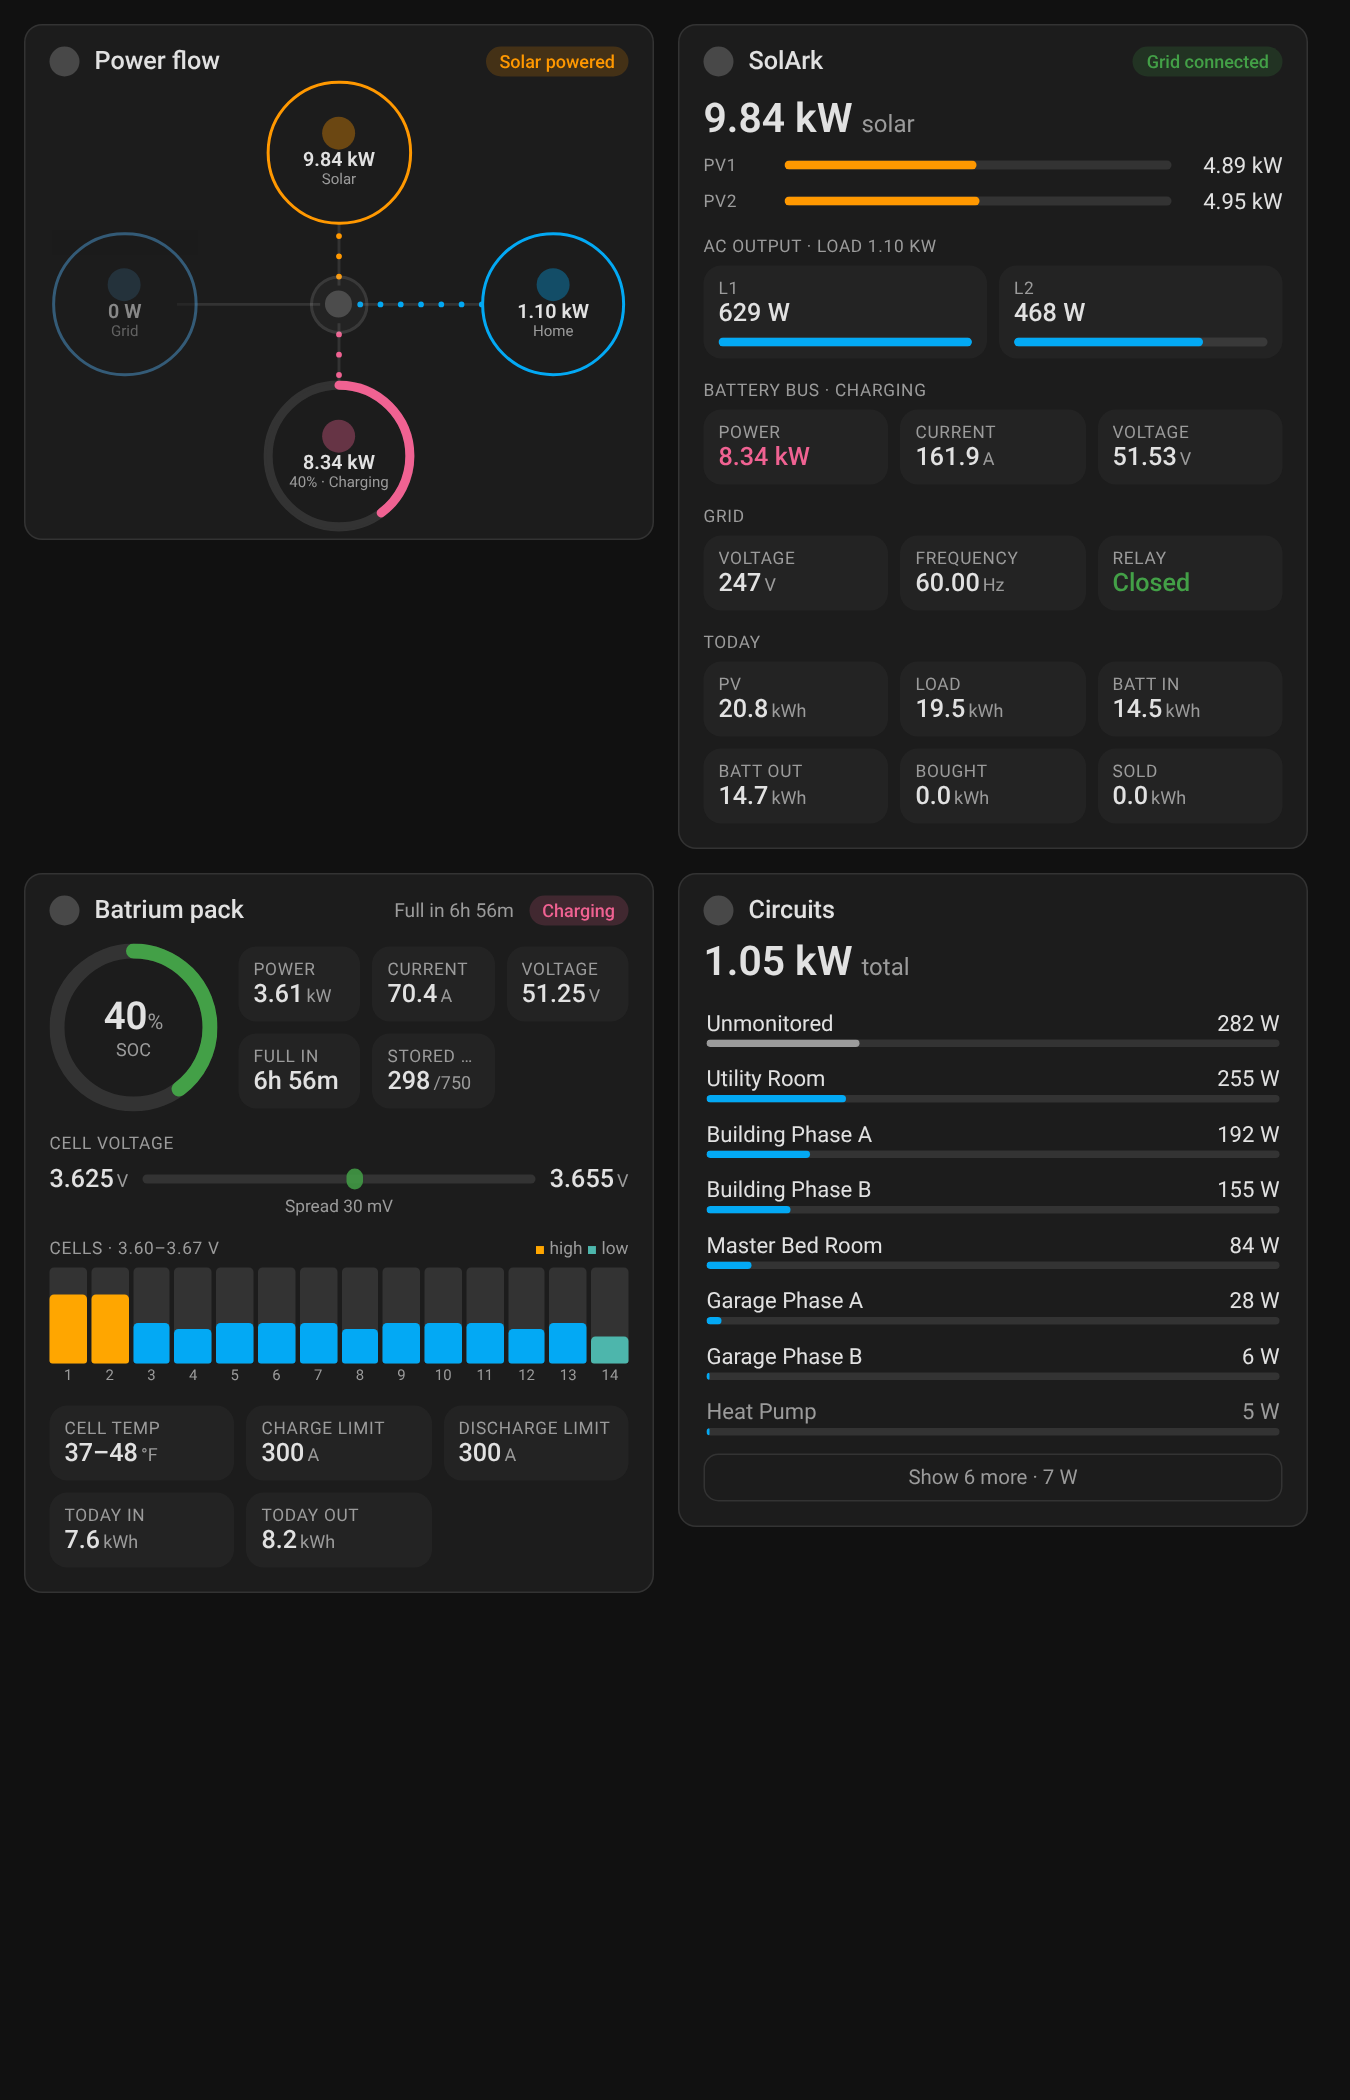 Power flow
Solar powered
9.84 kW
Solar
0 W
Grid
1.10 kW
Home
8.34 kW
40% · Charging
SolArk
Grid connected
9.84 kW solar
PV1 4.89 kW
PV2 4.95 kW
AC OUTPUT · LOAD 1.10 KW
L1
629 W
L2
468 W
BATTERY BUS · CHARGING
POWER
8.34 kW
CURRENT
161.9 A
VOLTAGE
51.53 V
GRID
VOLTAGE
247 V
FREQUENCY
60.00 Hz
RELAY
Closed
TODAY
PV
20.8 kWh
LOAD
19.5 kWh
BATT IN
14.5 kWh
BATT OUT
14.7 kWh
BOUGHT
0.0 kWh
SOLD
0.0 kWh
Batrium pack
Full in 6h 56m
Charging
40%
SOC
POWER
3.61 kW
CURRENT
70.4 A
VOLTAGE
51.25 V
FULL IN
6h 56m
STORED ...
298 /750
CELL VOLTAGE
3.625 V
3.655 V
Spread 30 mV
CELLS · 3.60–3.67 V
high low
1 2 3 4 5 6 7 8 9 10 11 12 13 14
CELL TEMP
37–48 °F
CHARGE LIMIT
300 A
DISCHARGE LIMIT
300 A
TODAY IN
7.6 kWh
TODAY OUT
8.2 kWh
Circuits
1.05 kW total
Unmonitored 282 W
Utility Room 255 W
Building Phase A 192 W
Building Phase B 155 W
Master Bed Room 84 W
Garage Phase A 28 W
Garage Phase B 6 W
Heat Pump 5 W
Show 6 more · 7 W